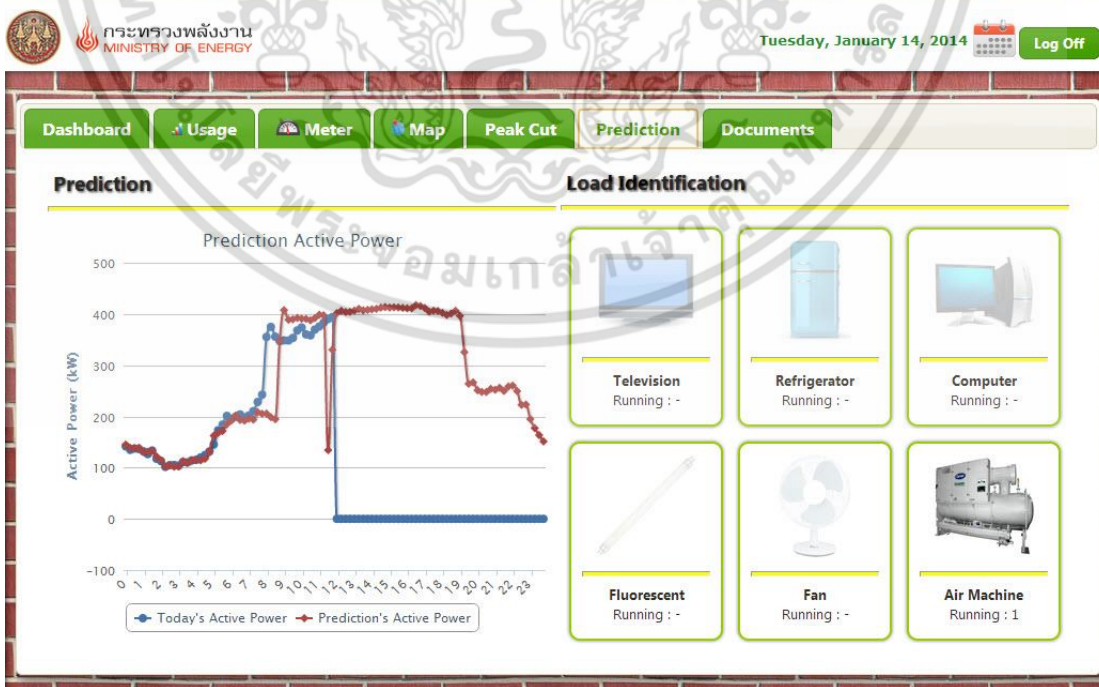 กระทรวงพลังงาน
MINISTRY OF ENERGY
Tuesday, January 14, 2014
Log Off
Dashboard
Usage
Meter
Map
Peak Cut
Prediction
Documents
Prediction
Load Identification
Prediction Active Power
500
400
300
200
100
0
-100
Active Power (kW)
0 1 2 3 4 5 6 7 8 9 10 11 12 13 14 15 16 17 18 19 20 21 22 23
Today's Active Power
Prediction's Active Power
Television
Running : -
Refrigerator
Running : -
Computer
Running : -
Fluorescent
Running : -
Fan
Running : -
Air Machine
Running : 1